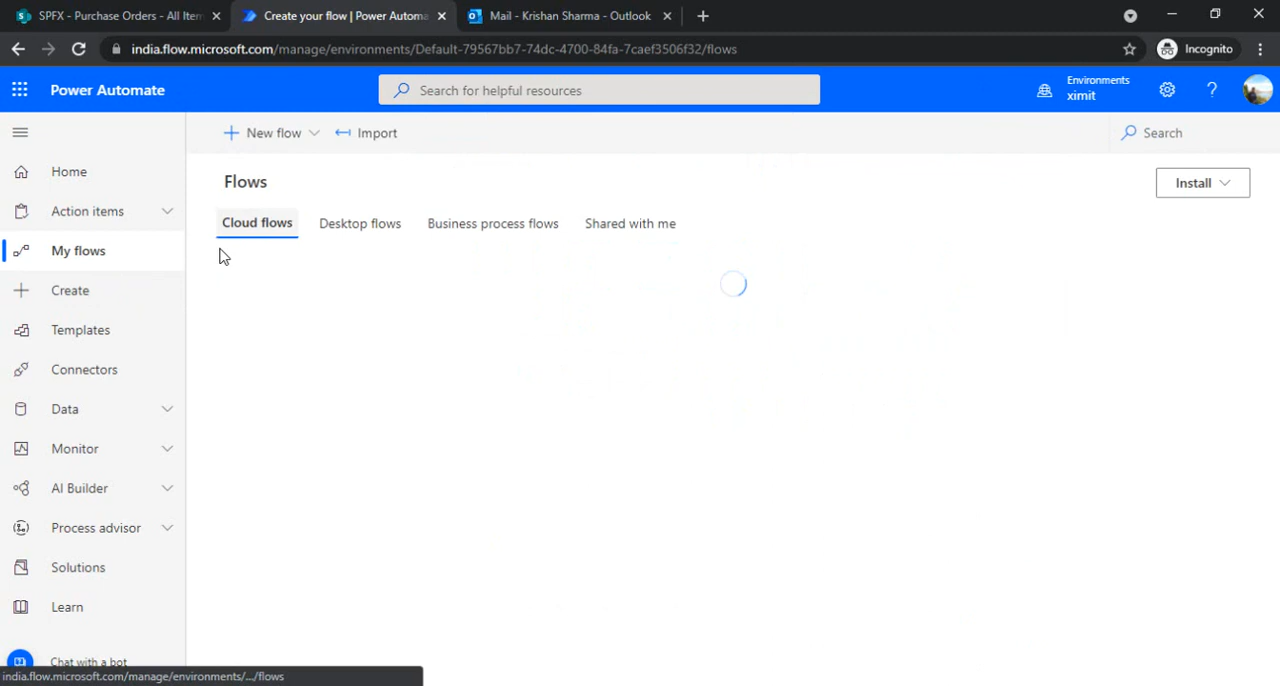 SPFX - Purchase Orders - All Item
Create your flow | Power Automa
Mail - Krishan Sharma - Outlook
india.flow.microsoft.com/manage/environments/Default-79567bb7-74dc-4700-84fa-7caef3506f32/flows
Incognito
Power Automate
Search for helpful resources
Environments
ximit
New flow
Import
Search
Home
Flows
Install
Action items
Cloud flows
Desktop flows
Business process flows
Shared with me
My flows
Create
Templates
Connectors
Data
Monitor
AI Builder
Process advisor
Solutions
Learn
Chat with a bot
india.flow.microsoft.com/manage/environments/.../flows